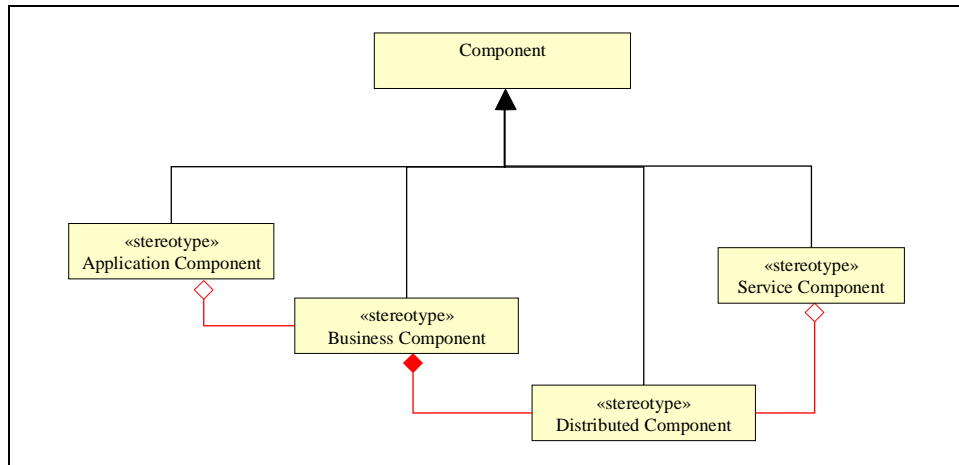 Component
«stereotype»
Application Component
«stereotype»
Service Component
«stereotype»
Business Component
«stereotype»
Distributed Component